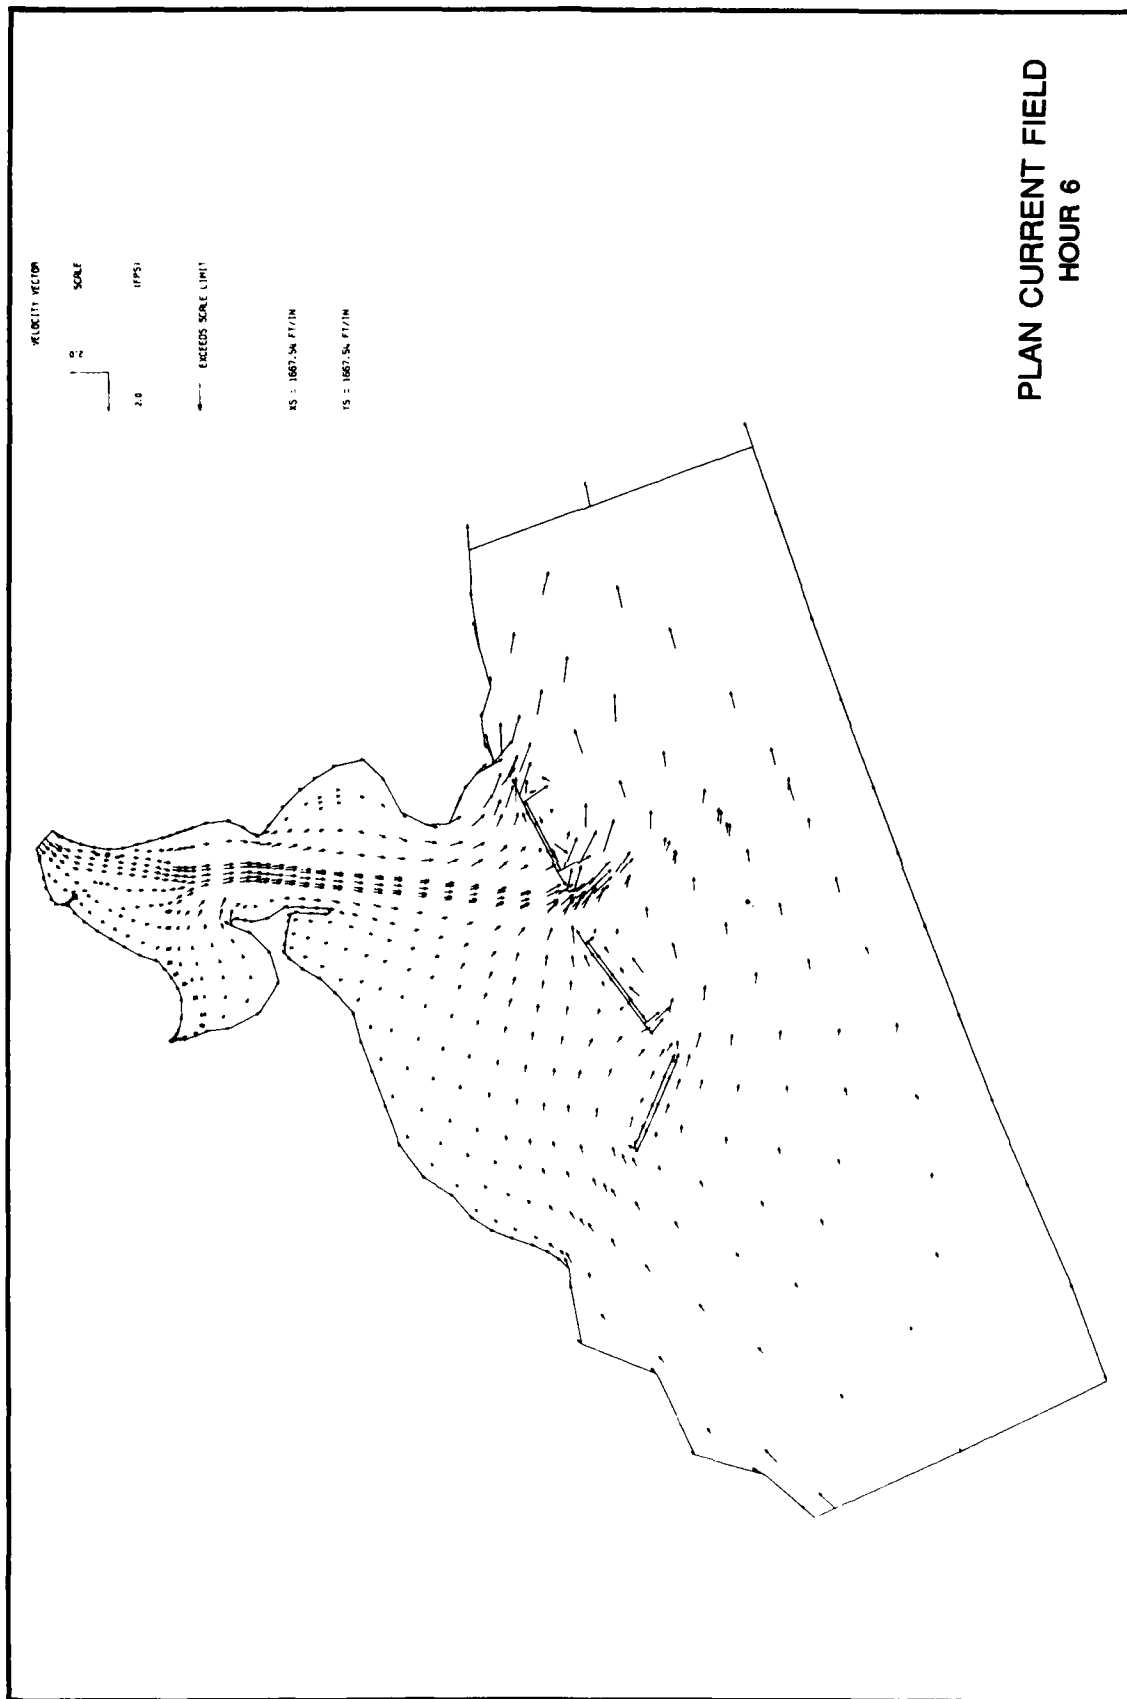 VELOCITY VECTOR
2.0
SCALE
2.0 (FPS)
EXCEEDS SCALE LIMIT
XS = 1667.54 FT/IN
YS = 1667.54 FT/IN
PLAN CURRENT FIELD
HOUR 6